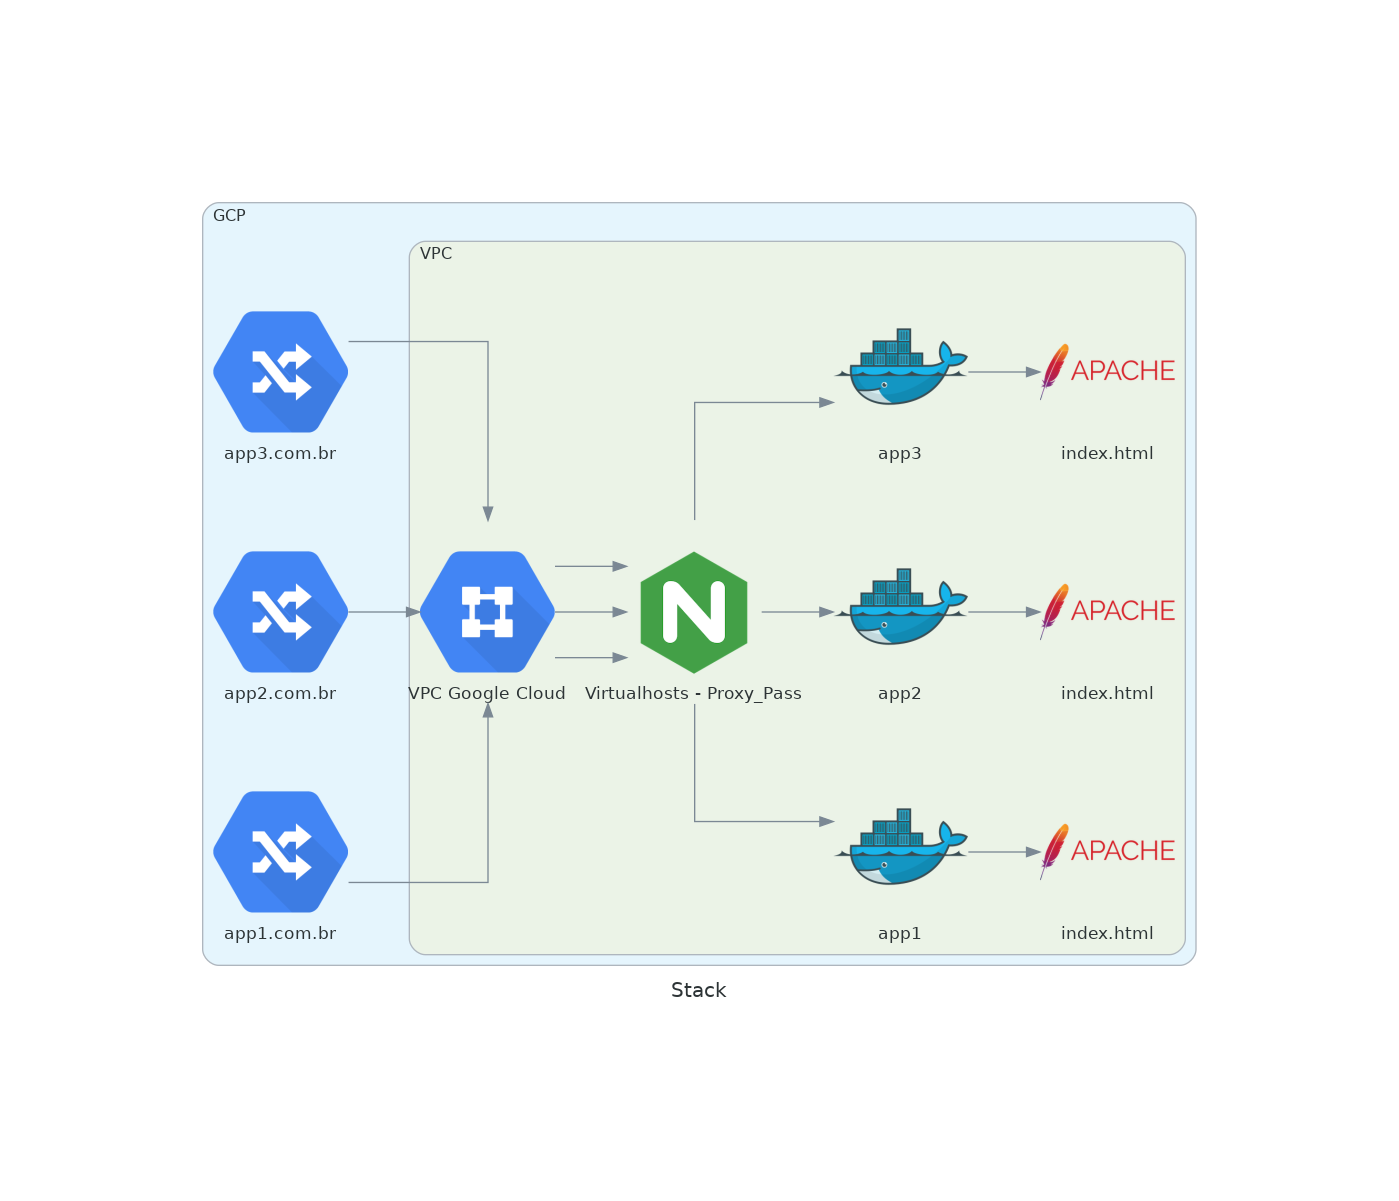 GCP
VPC
APACHE
app3.com.br
app3
index.html
APACHE
app2.com.br
VPC Google Cloud
Virtualhosts - Proxy_Pass
app2
index.html
APACHE
app1.com.br
app1
index.html
Stack